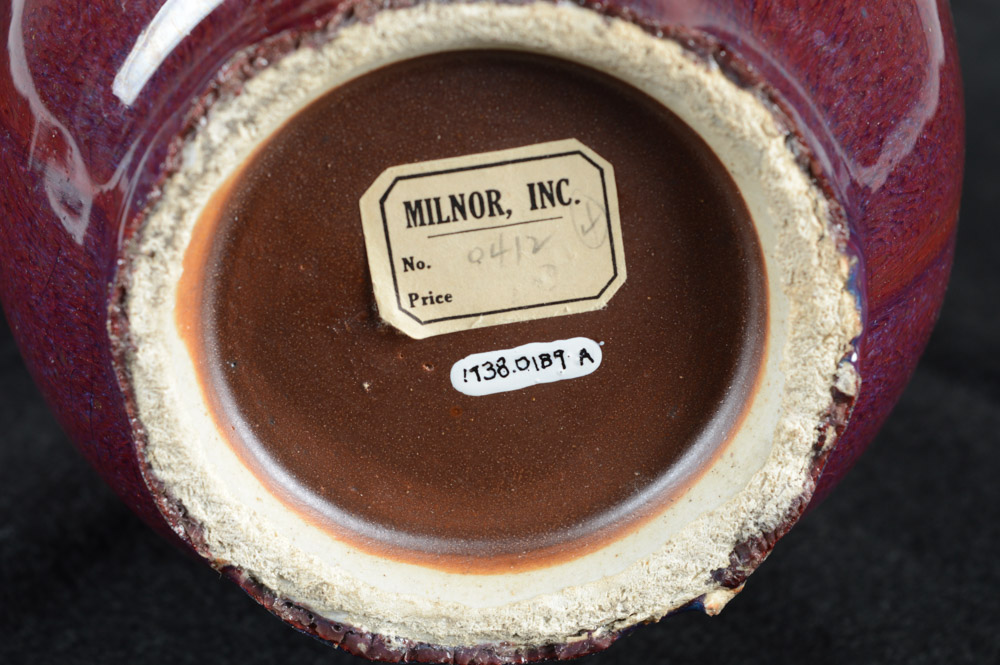 MILNOR, INC.
No. 0412
Price
1938.0189 A